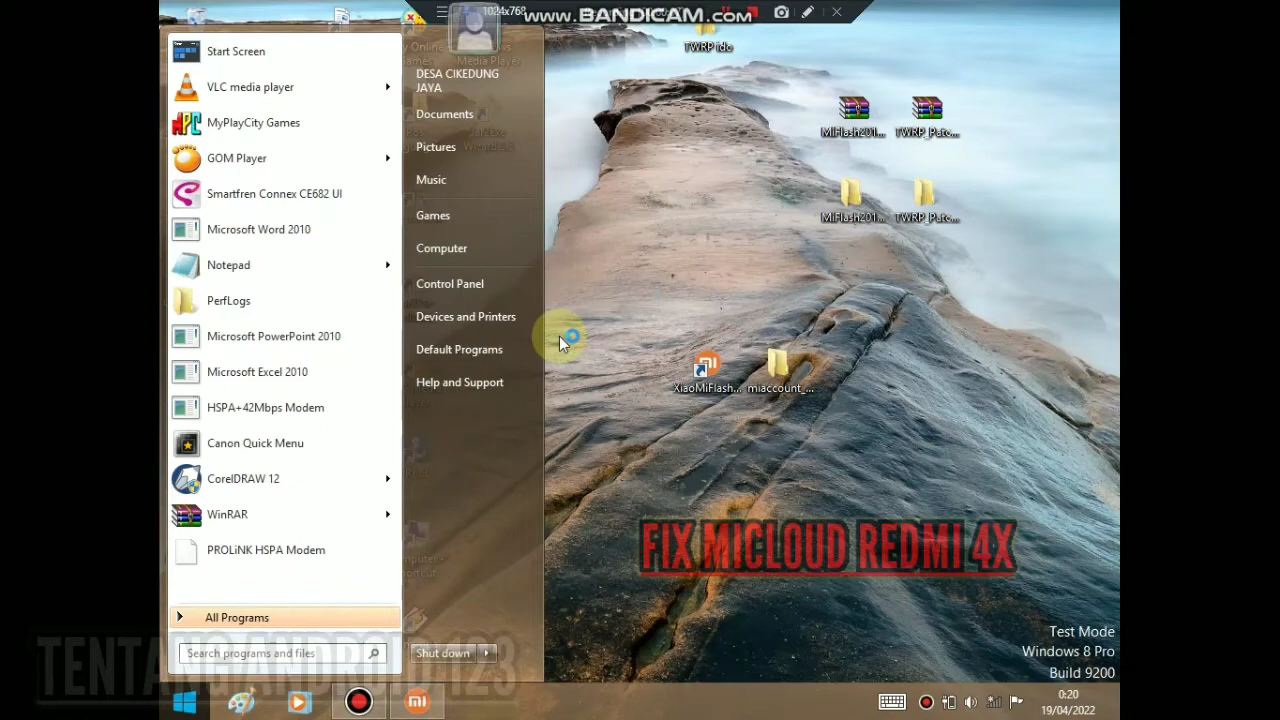 1024x768
www.BANDICAM.com
TWRP ido
Media Player
MiFlash201...
TWRP_Patc...
MiFlash201...
TWRP_Patc...
XiaoMiFlash...
miaccount_...
Start Screen
VLC media player
MyPlayCity Games
GOM Player
Smartfren Connex CE682 UI
Microsoft Word 2010
Notepad
PerfLogs
Microsoft PowerPoint 2010
Microsoft Excel 2010
HSPA+42Mbps Modem
Canon Quick Menu
CorelDRAW 12
WinRAR
PROLiNK HSPA Modem
All Programs
Search programs and files
DESA CIKEDUNG
JAYA
Documents
Pictures
Music
Games
Computer
Control Panel
Devices and Printers
Default Programs
Help and Support
Shut down
FIX MICLOUD REDMI 4X
TENTANG ANDROID 123
Test Mode
Windows 8 Pro
Build 9200
0:20
19/04/2022